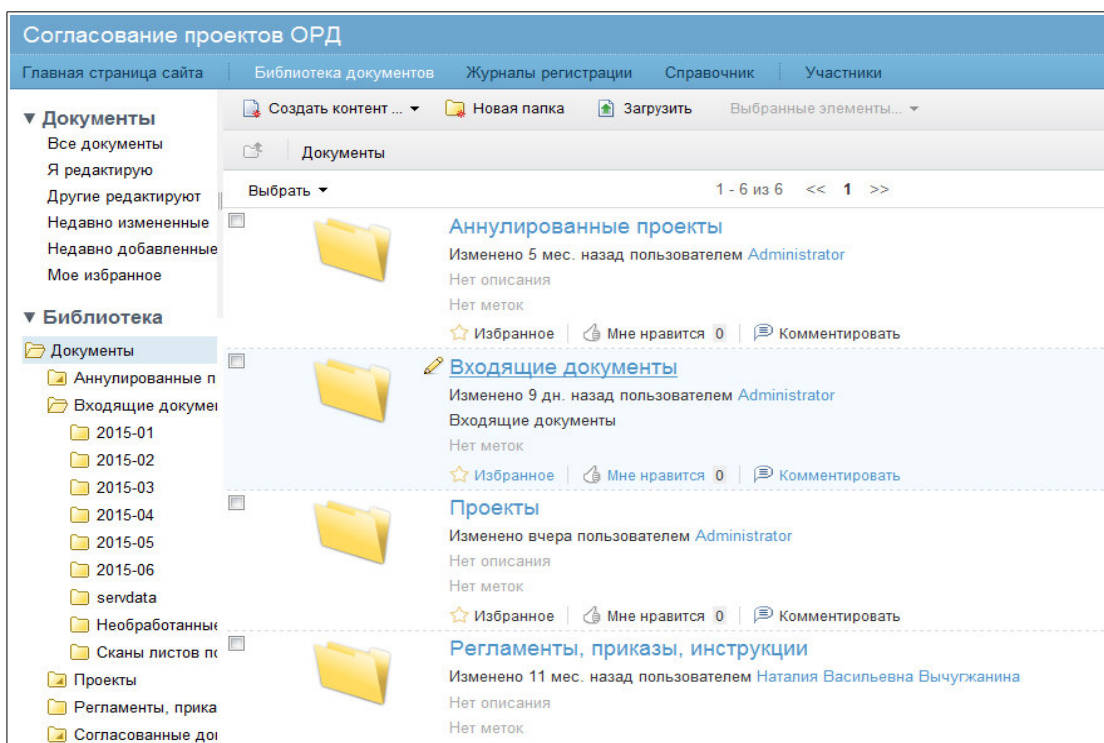 Согласование проектов ОРД
Главная страница сайта Библиотека документов Журналы регистрации Справочник Участники
▼ Документы
Все документы
Я редактирую
Другие редактируют
Недавно измененные
Недавно добавленные
Мое избранное
▼ Библиотека
Документы
Аннулированные п
Входящие докуме
2015-01
2015-02
2015-03
2015-04
2015-05
2015-06
servdata
Необработанные
Сканы листов по
Проекты
Регламенты, прика
Согласованные до
Создать контент ... ▼ Новая папка Загрузить Выбранные элементы... ▼
Документы
Выбрать ▼ 1 - 6 из 6 << 1 >>
Аннулированные проекты
Изменено 5 мес. назад пользователем Administrator
Нет описания
Нет меток
Избранное Мне нравится 0 Комментировать
Входящие документы
Изменено 9 дн. назад пользователем Administrator
Входящие документы
Нет меток
Избранное Мне нравится 0 Комментировать
Проекты
Изменено вчера пользователем Administrator
Нет описания
Нет меток
Избранное Мне нравится 0 Комментировать
Регламенты, приказы, инструкции
Изменено 11 мес. назад пользователем Наталия Васильевна Вычугжанина
Нет описания
Нет меток